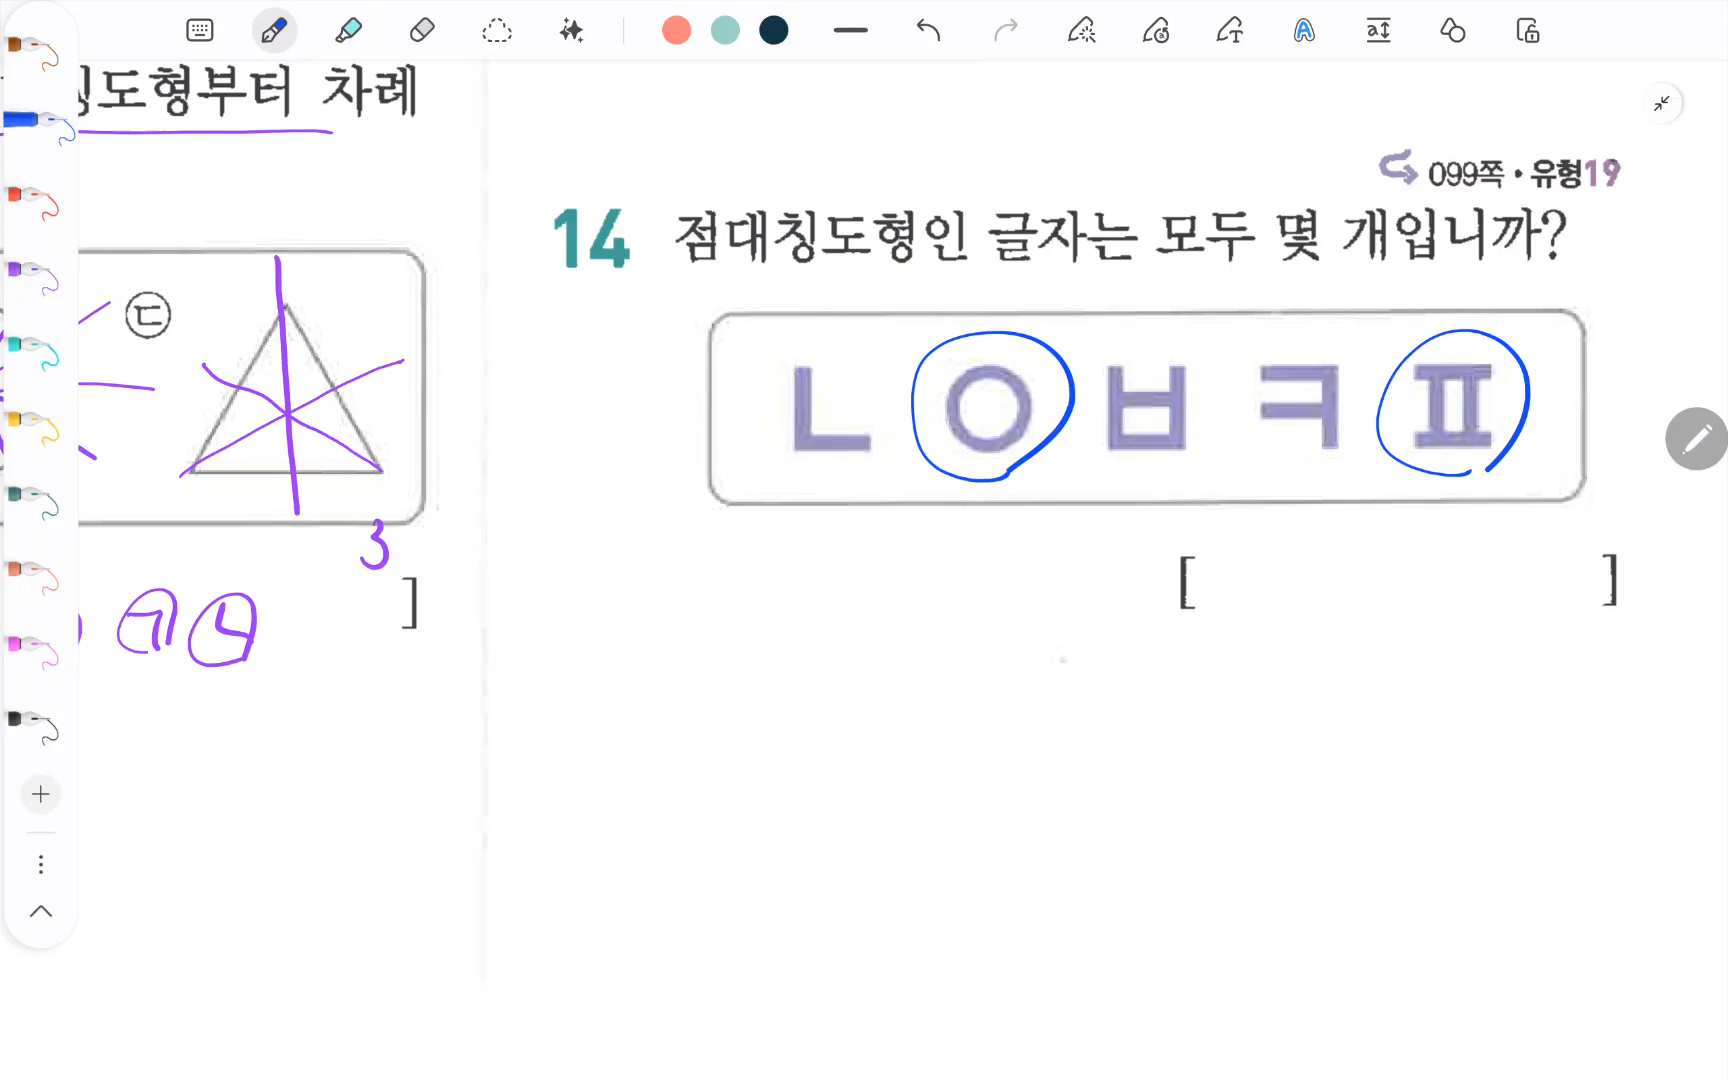 칭도형부터 차례
㉢
3
]
㉠ ㉡
099쪽 • 유형19
14 점대칭도형인 글자는 모두 몇 개입니까?
ㄴ ㅇ ㅂ ㅋ ㅍ
[ ]